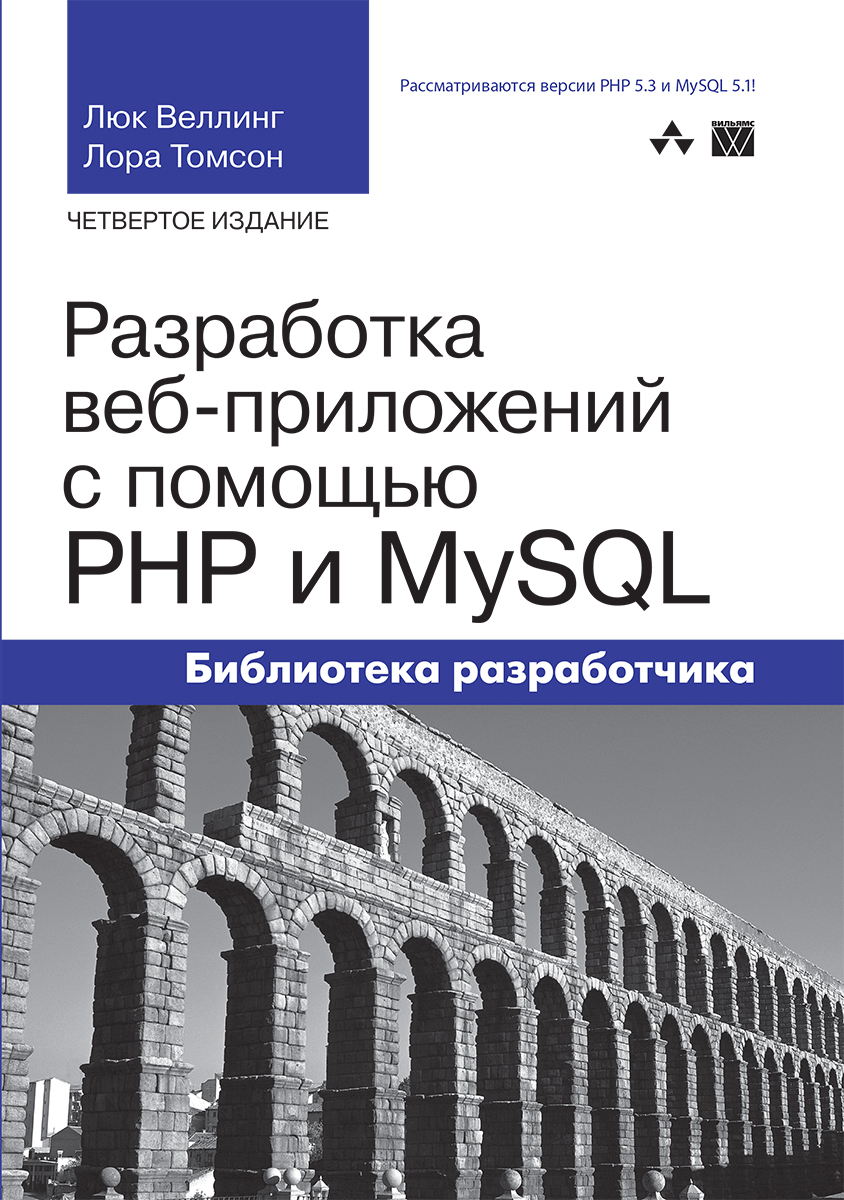 Люк Веллинг
Лора Томсон
Рассматриваются версии PHP 5.3 и MySQL 5.1!
ВИЛЬЯМС
ЧЕТВЕРТОЕ ИЗДАНИЕ
Разработка
веб-приложений
с помощью
PHP и MySQL
Библиотека разработчика